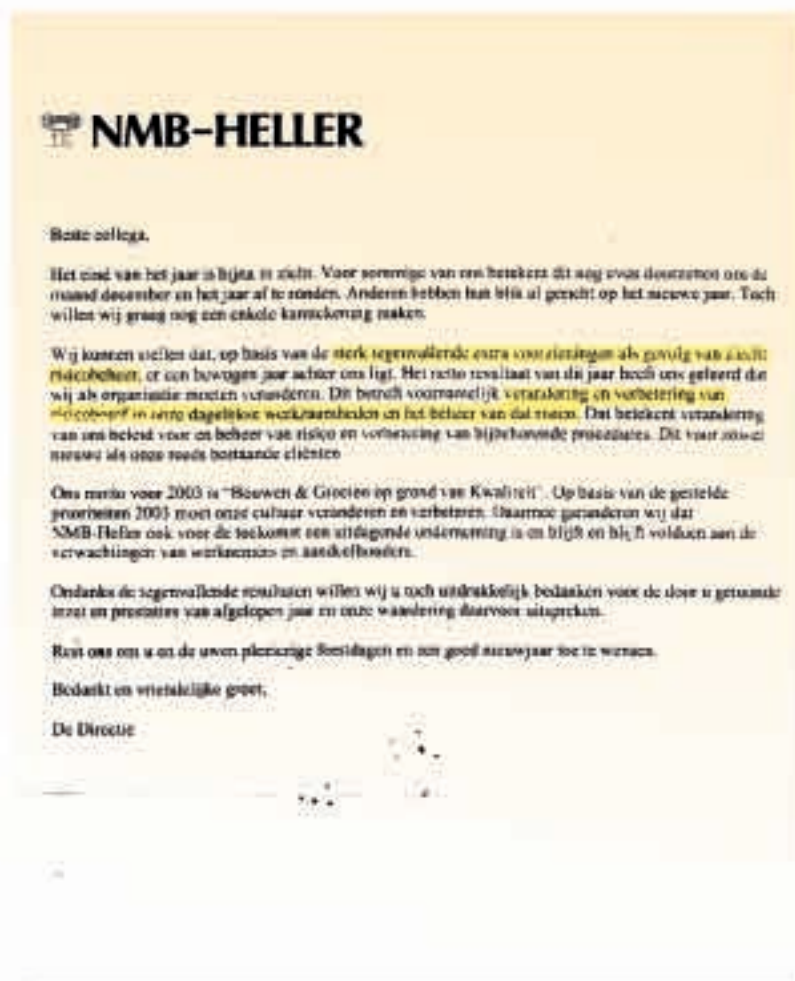 NMB-HELLER
Beste collega,
Het eind van het jaar is bijna in zicht. Voor sommige van ons betekent dit nog even doorzetten om de
maand december en het jaar af te ronden. Anderen hebben hun blik al gericht op het nieuwe jaar. Toch
willen wij graag nog een enkele kanttekening maken.
Wij kunnen stellen dat, op basis van de sterk tegenvallende extra voorzieningen als gevolg van slecht
risicobeheer, er een bewogen jaar achter ons ligt. Het netto resultaat van dit jaar heeft ons geleerd dat
wij als organisatie moeten veranderen. Dit betreft voornamelijk verandering en verbetering van
in onze dagelijkse werkzaamheden en het beheer van dat risico. Dat betekent verandering
van ons beleid voor en beheer van risico en verbetering van bijbehorende procedures. Dit voor zowel
nieuwe als onze reeds bestaande cliënten
Ons motto voor 2003 is "Bouwen & Groeien op grond van Kwaliteit". Op basis van de gestelde
prioriteiten 2003 moet onze cultuur veranderen en verbeteren. Daarmee garanderen wij dat
NMB-Heller ook voor de toekomst een uitdagende onderneming is en blijft en blijft voldoen aan de
verwachtingen van werknemers en aandeelhouders.
Ondanks de tegenvallende resultaten willen wij u toch uitdrukkelijk bedanken voor de door u getoonde
inzet en prestaties van afgelopen jaar en onze waardering daarvoor uitspreken.
Rest ons om u en de uwen plezierige feestdagen en een goed nieuwjaar toe te wensen.
Bedankt en vriendelijke groet,
De Directie